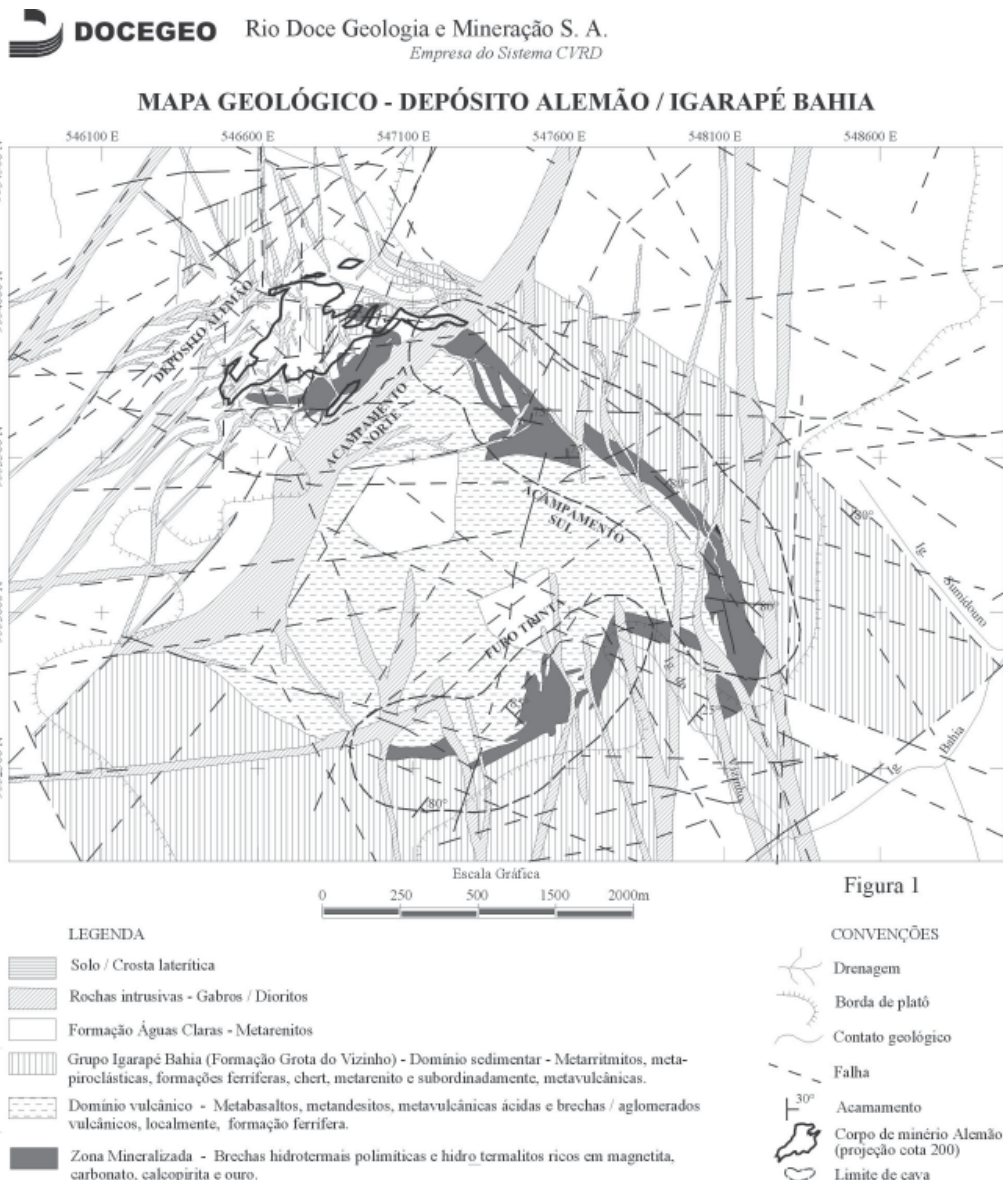 DOCEGEO
Rio Doce Geologia e Mineração S. A.
Empresa do Sistema CVRD
MAPA GEOLÓGICO - DEPÓSITO ALEMÃO / IGARAPÉ BAHIA
546100 E 546600 E 547100 E 547600 E 548100 E 548600 E
DEPÓSITO ALEMÃO
ACAMPAMENTO
NORTE
ACAMPAMENTO
SUL
FURO TRINTA
80°
Ig.
Sumidouro
80°
Ig.
Vizinho
Ig.
Bahia
80°
Escala Gráfica
0 250 500 1500 2000m
Figura 1
LEGENDA
Solo / Crosta laterítica
Rochas intrusivas - Gabros / Dioritos
Formação Águas Claras - Metarenitos
Grupo Igarapé Bahia (Formação Grota do Vizinho) - Domínio sedimentar - Metarritmitos, meta-
piroclásticas, formações ferríferas, chert, metarenito e subordinadamente, metavulcânicas.
Domínio vulcânico - Metabasaltos, metandesitos, metavulcânicas ácidas e brechas / aglomerados
vulcânicos, localmente, formação ferrífera.
Zona Mineralizada - Brechas hidrotermais polimíticas e hidrotermalitos ricos em magnetita,
carbonato, calcopirita e ouro.
CONVENÇÕES
Drenagem
Borda de platô
Contato geológico
Falha
30°
Acamamento
Corpo de minério Alemão
(projeção cota 200)
Limite de cava